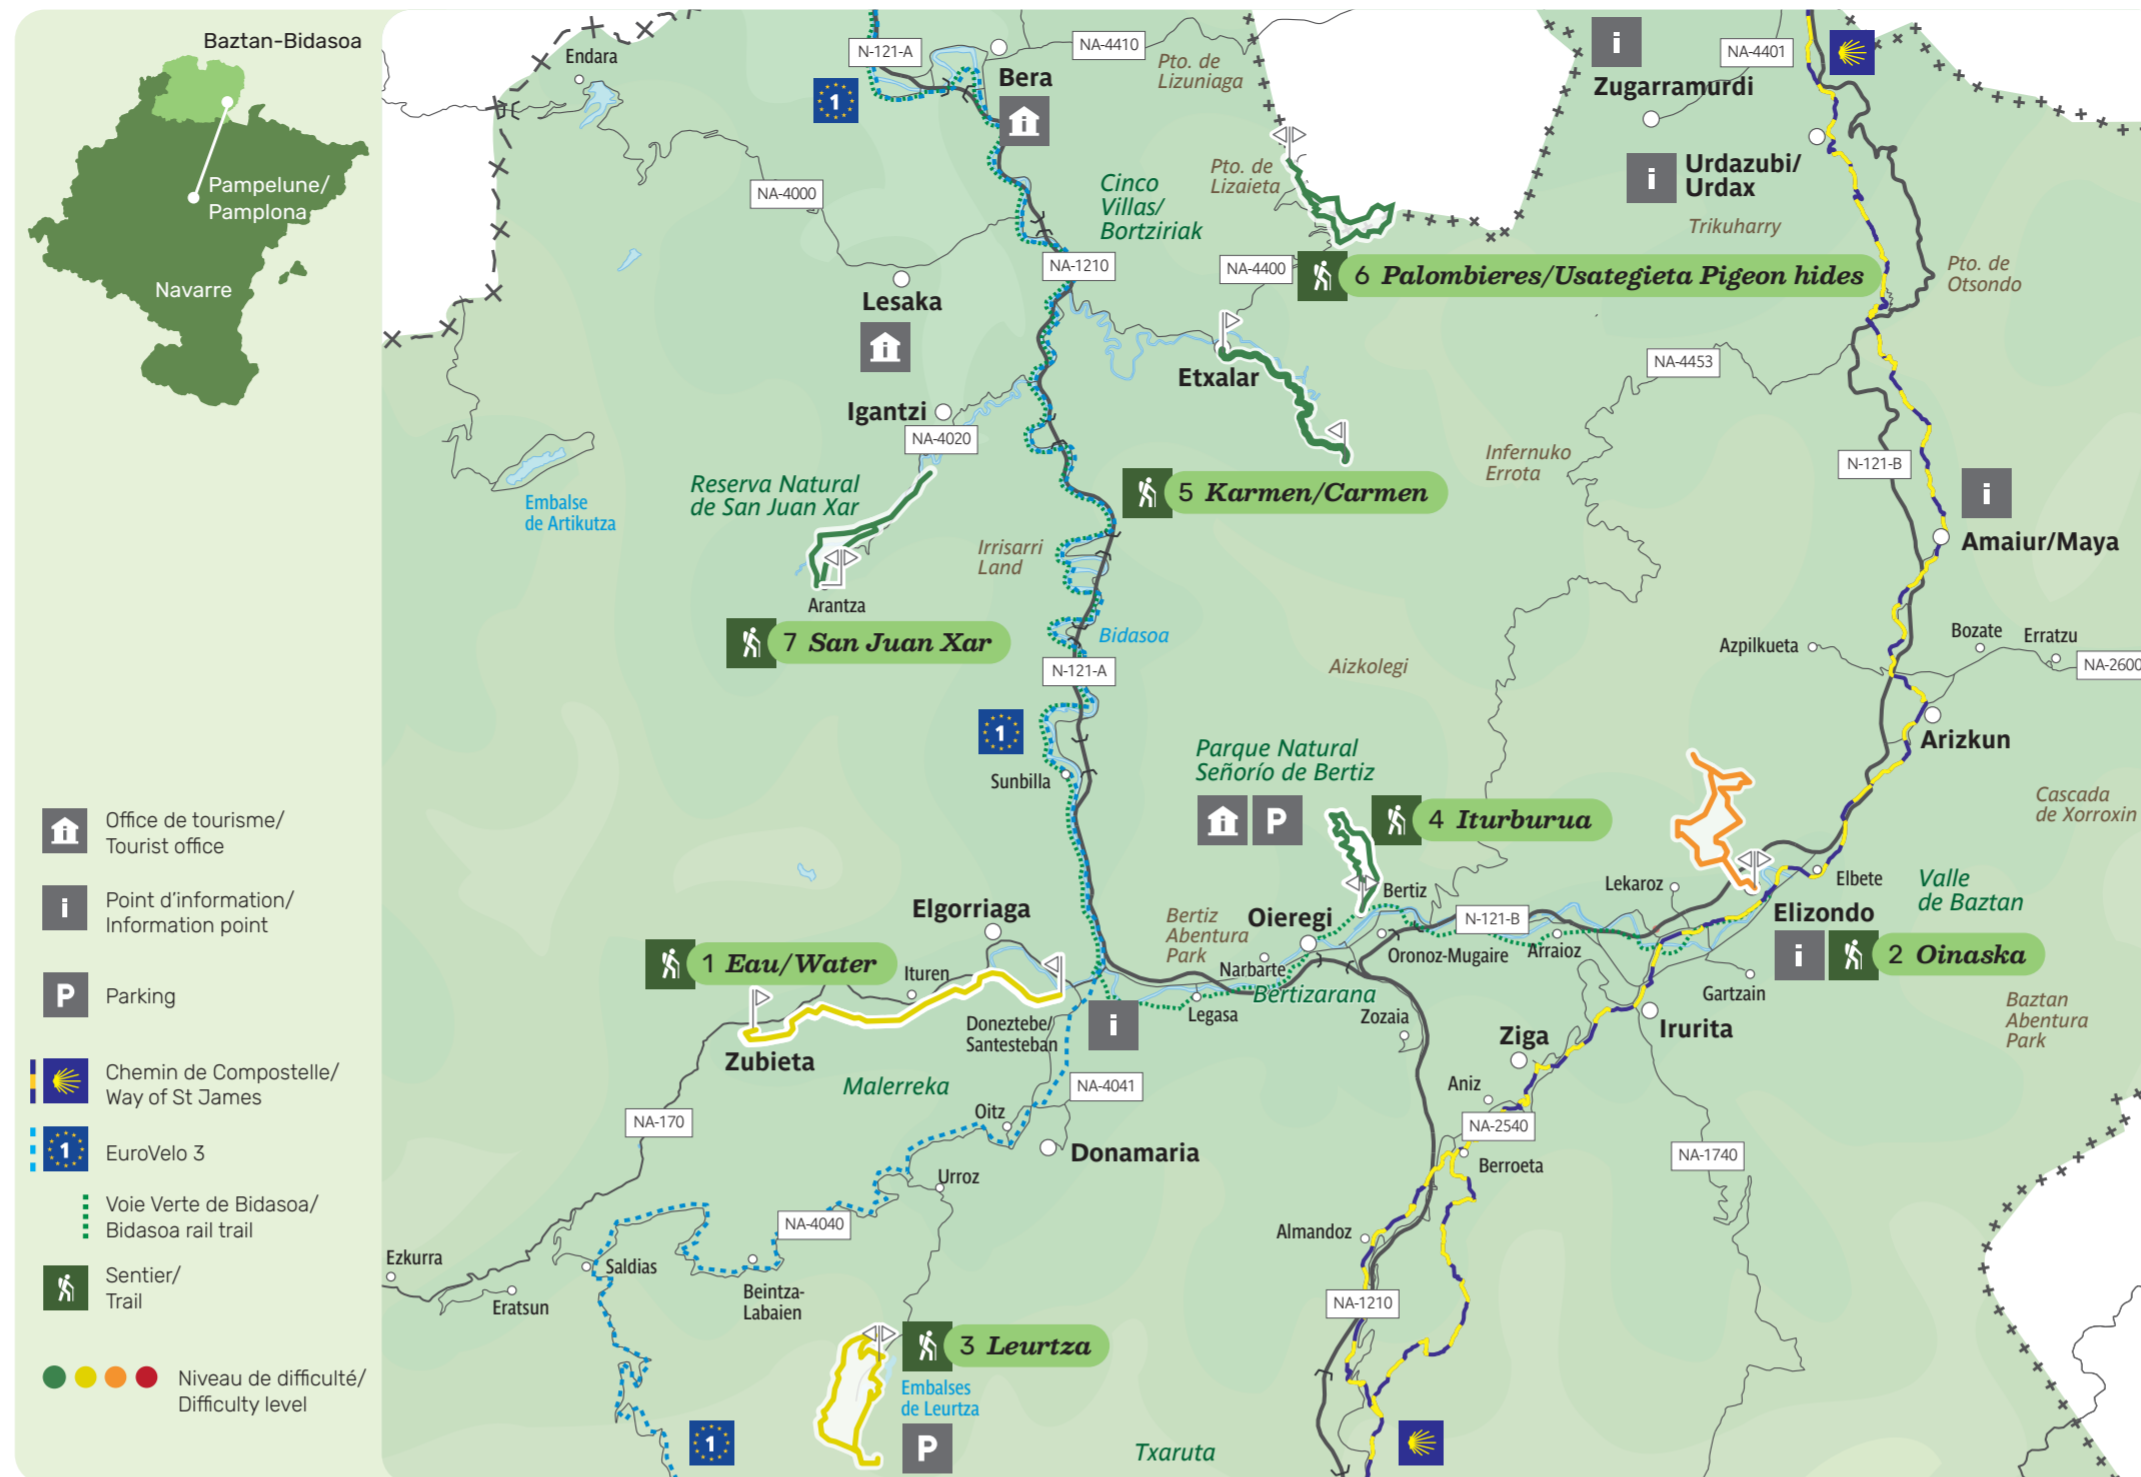 Baztan-Bidasoa
Pampelune/
Pamplona
Navarre
Office de tourisme/
Tourist office
i
Point d'information/
Information point
P
Parking
Chemin de Compostelle/
Way of St James
1
EuroVelo 3
Voie Verte de Bidasoa/
Bidasoa rail trail
Sentier/
Trail
Niveau de difficulté/
Difficulty level
Endara
N-121-A
1
Bera
i
NA-4410
Pto. de
Lizuniaga
i
Zugarramurdi
NA-4401
i
Urdazubi/
Urdax
Trikuharry
NA-4000
Cinco
Villas/
Bortziriak
Pto. de
Lizaieta
NA-1210
NA-4400
6 Palombieres/Usategieta Pigeon hides
Pto. de
Otsondo
Lesaka
i
Etxalar
NA-4453
Igantzi
NA-4020
Infernuko
Errota
N-121-B
i
Amaiur/Maya
Embalse
de Artikutza
Reserva Natural
de San Juan Xar
5 Karmen/Carmen
Irrisarri
Land
Arantza
7 San Juan Xar
Bidasoa
N-121-A
Aizkolegi
Azpilkueta
Bozate
Erratzu
NA-2600
Arizkun
1
Sunbilla
Parque Natural
Señorío de Bertiz
i
P
4 Iturburua
Cascada
de Xorroxin
Elgorriaga
Bertiz
Abentura
Park
Oieregi
Bertiz
N-121-B
Lekaroz
Elbete
Valle
de Baztan
Elizondo
i
2 Oinaska
1 Eau/Water
Ituren
Narbarte
Oronoz-Mugaire
Arraioz
Gartzain
Bertizarana
Legasa
Zozaia
Baztan
Abentura
Park
Doneztebe/
Santesteban
i
Zubieta
Ziga
Irurita
Malerreka
NA-4041
Aniz
NA-170
Oitz
NA-2540
Donamaria
Berroeta
NA-1740
Urroz
NA-4040
Almandoz
Ezkurra
Saldias
Eratsun
Beintza-
Labaien
NA-1210
3 Leurtza
Embalses
de Leurtza
P
1
Txaruta